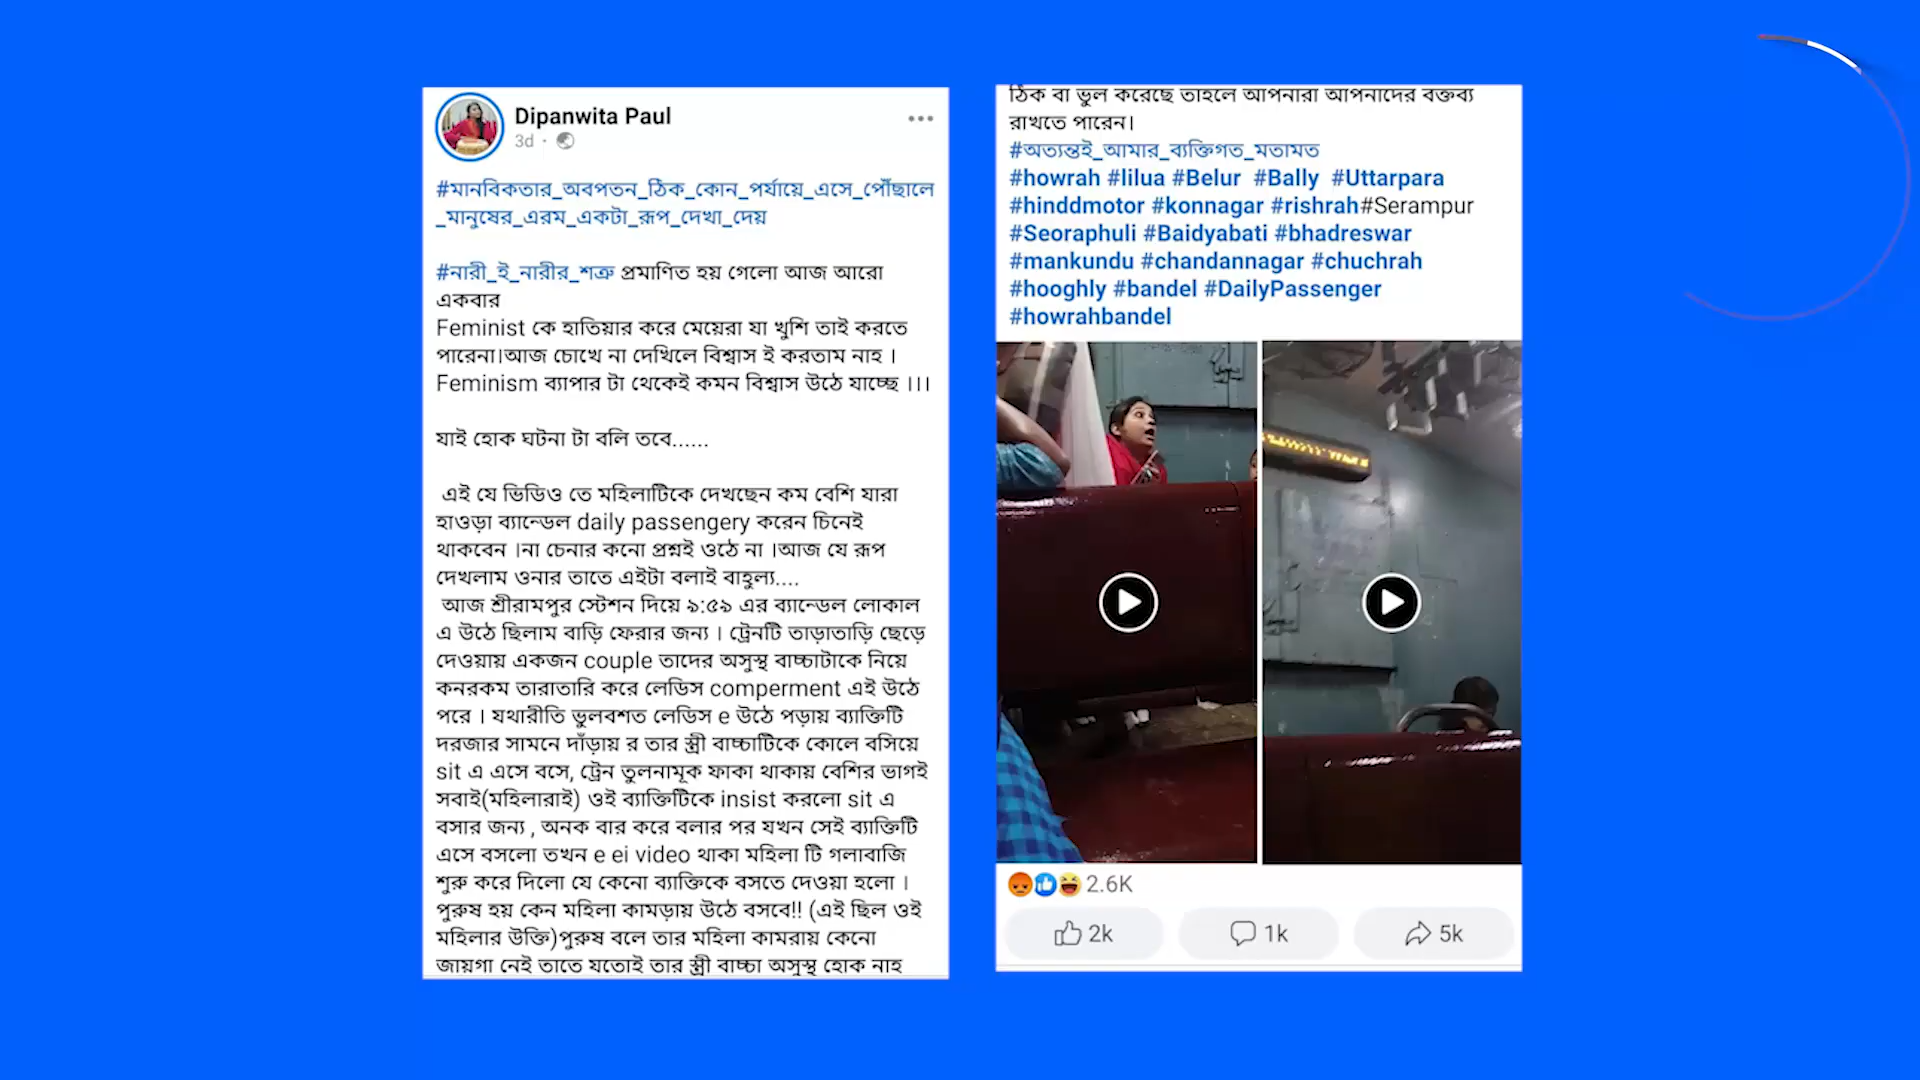 Dipanwita Paul
3d
#মানবিকতার_অবপতন_ঠিক_কোন_পর্যায়ে_এসে_পৌঁছালে
_মানুষের_এরম_একটা_রূপ_দেখা_দেয়
#নারী_ই_নারীর_শত্রু প্রমাণিত হয় গেলো আজ আরো
একবার
Feminist কে হাতিয়ার করে মেয়েরা যা খুশি তাই করতে
পারেনা।আজ চোখে না দেখিলে বিশ্বাস ই করতাম নাহ ।
Feminism ব্যাপার টা থেকেই কমন বিশ্বাস উঠে যাচ্ছে ।।।
যাই হোক ঘটনা টা বলি তবে......
এই যে ভিডিও তে মহিলাটিকে দেখছেন কম বেশি যারা
হাওড়া ব্যান্ডেল daily passengery করেন চিনেই
থাকবেন ।না চেনার কনো প্রশ্নই ওঠে না ।আজ যে রূপ
দেখলাম ওনার তাতে এইটা বলাই বাহুল্য....
আজ শ্রীরামপুর স্টেশন দিয়ে ৯:৫৯ এর ব্যান্ডেল লোকাল
এ উঠে ছিলাম বাড়ি ফেরার জন্য । ট্রেনটি তাড়াতাড়ি ছেড়ে
দেওয়ায় একজন couple তাদের অসুস্থ বাচ্চাটাকে নিয়ে
কনরকম তারাতারি করে লেডিস comperment এই উঠে
পরে । যথারীতি ভুলবশত লেডিস e উঠে পড়ায় ব্যাক্তিটি
দরজার সামনে দাঁড়ায় র তার স্ত্রী বাচ্চাটিকে কোলে বসিয়ে
sit এ এসে বসে, ট্রেন তুলনামূক ফাকা থাকায় বেশির ভাগই
সবাই(মহিলারাই) ওই ব্যাক্তিটিকে insist করলো sit এ
বসার জন্য , অনক বার করে বলার পর যখন সেই ব্যাক্তিটি
এসে বসলো তখন e ei video থাকা মহিলা টি গলাবাজি
শুরু করে দিলো যে কেনো ব্যাক্তিকে বসতে দেওয়া হলো ।
পুরুষ হয় কেন মহিলা কামড়ায় উঠে বসবে!! (এই ছিল ওই
মহিলার উক্তি)পুরুষ বলে তার মহিলা কামরায় কেনো
জায়গা নেই তাতে যতোই তার স্ত্রী বাচ্চা অসুস্থ হোক নাহ
ঠিক বা ভুল করেছে তাহলে আপনারা আপনাদের বক্তব্য
রাখতে পারেন।
#অত্যন্তই_আমার_ব্যক্তিগত_মতামত
#howrah #lilua #Belur #Bally #Uttarpara
#hinddmotor #konnagar #rishrah#Serampur
#Seoraphuli #Baidyabati #bhadreswar
#mankundu #chandannagar #chuchrah
#hooghly #bandel #DailyPassenger
#howrahbandel
2.6K
2k 1k 5k